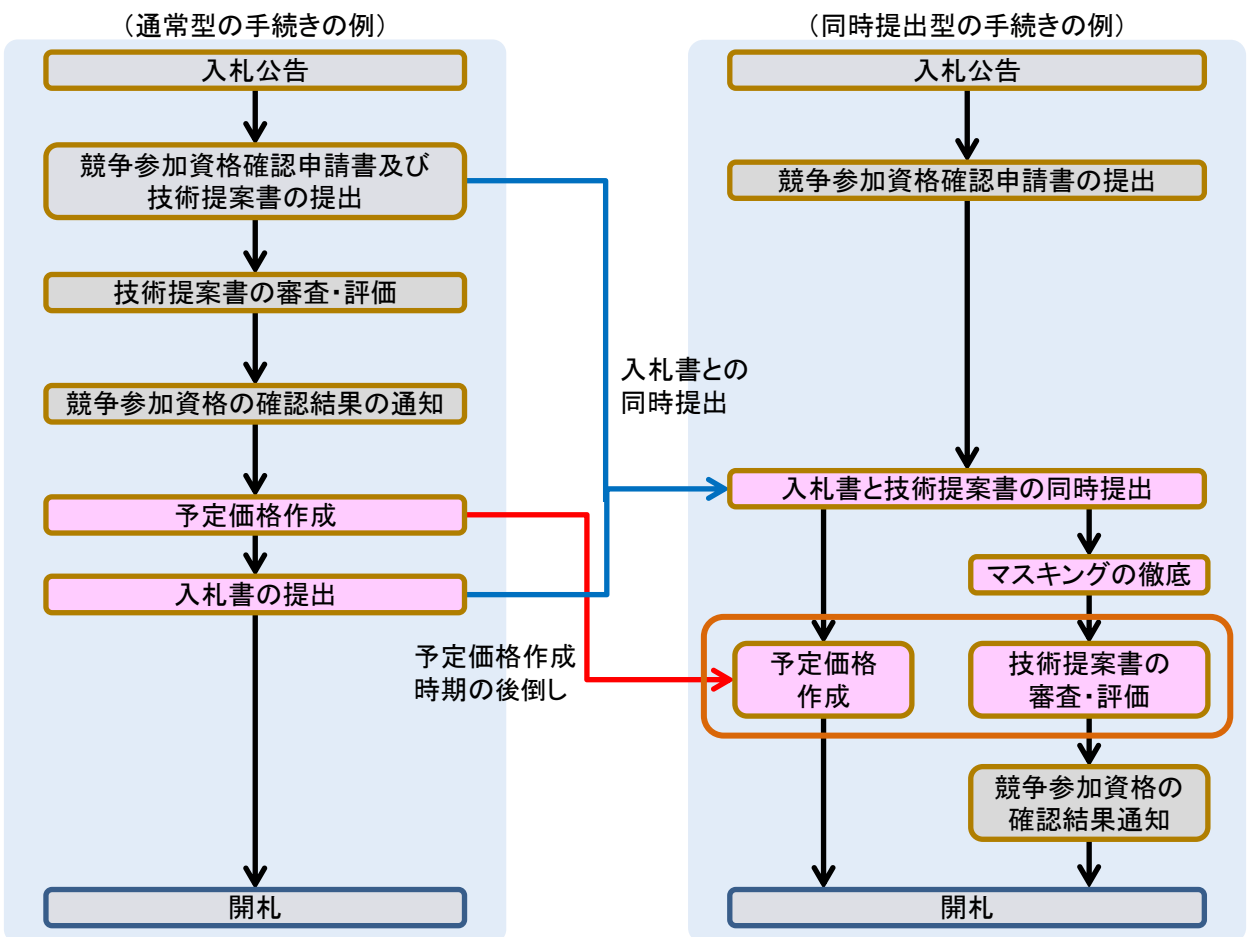 （通常型の手続きの例）
入札公告
競争参加資格確認申請書及び
技術提案書の提出
技術提案書の審査・評価
競争参加資格の確認結果の通知
予定価格作成
入札書の提出
開札
入札書との
同時提出
予定価格作成
時期の後倒し
（同時提出型の手続きの例）
入札公告
競争参加資格確認申請書の提出
入札書と技術提案書の同時提出
マスキングの徹底
予定価格
作成
技術提案書の
審査・評価
競争参加資格の
確認結果通知
開札